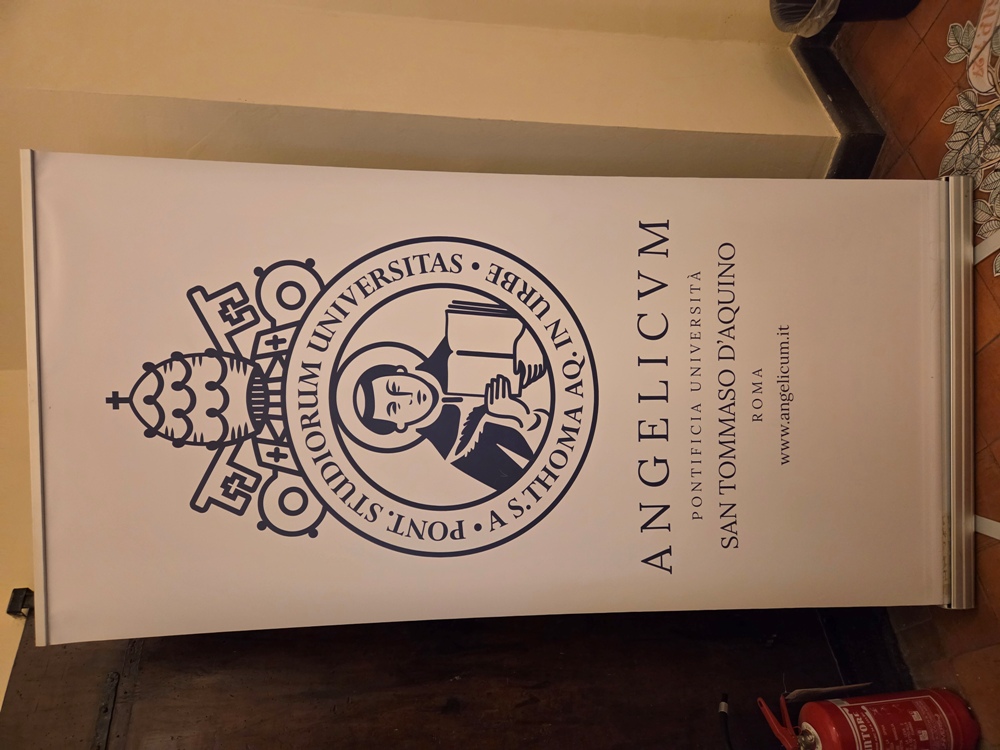 PONT. STUDIORUM UNIVERSITAS • IN URBE
• A S. THOMA AQ. •
ANGELICVM
PONTIFICIA UNIVERSITÀ
SAN TOMMASO D'AQUINO
ROMA
www.angelicum.it